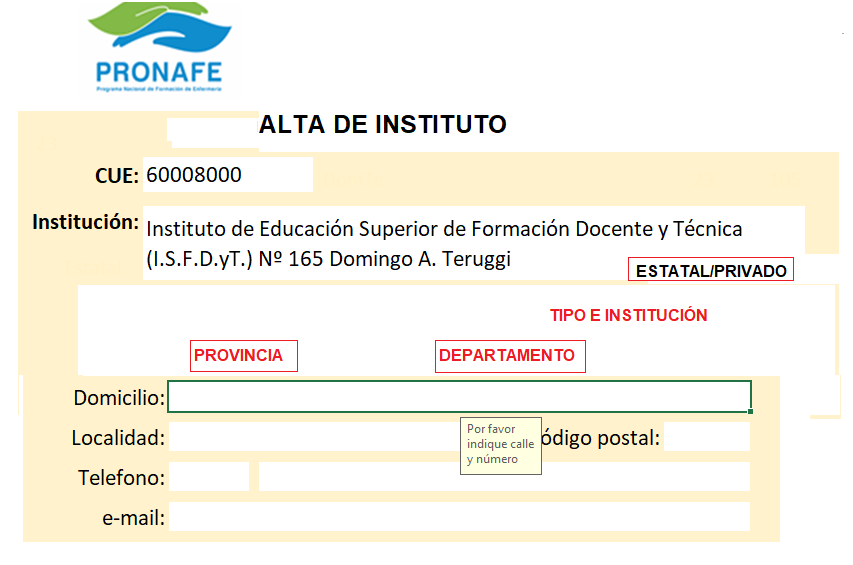 PRONAFE
Programa Nacional de Formación de Enfermería
ALTA DE INSTITUTO
CUE: 60008000
Institución: Instituto de Educación Superior de Formación Docente y Técnica
(I.S.F.D.yT.) Nº 165 Domingo A. Teruggi
ESTATAL/PRIVADO
TIPO E INSTITUCIÓN
PROVINCIA DEPARTAMENTO
Domicilio:
Localidad: ódigo postal:
Por favor
indique calle
y número
Telefono:
e-mail: